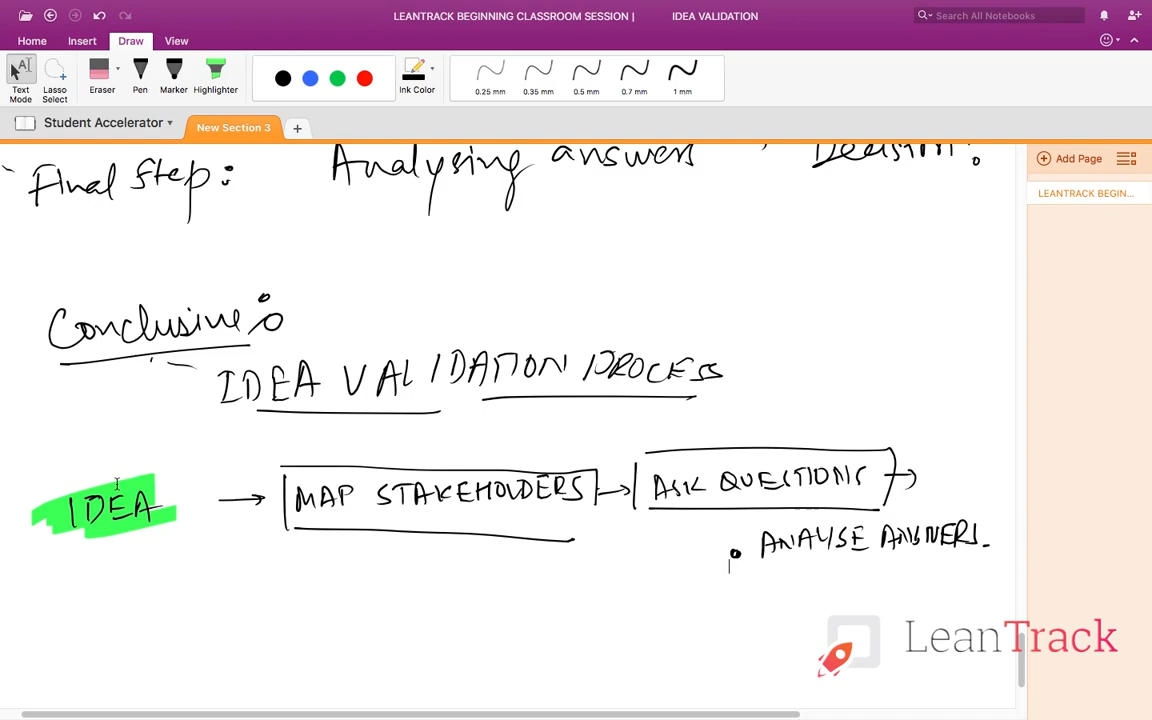 LEANTRACK BEGINNING CLASSROOM SESSION | IDEA VALIDATION
Search All Notebooks
Home Insert Draw View
Text Mode
Lasso Select
Eraser
Pen
Marker
Highlighter
Ink Color
0.25 mm
0.35 mm
0.5 mm
0.7 mm
1 mm
Student Accelerator
New Section 3
Add Page
LEANTRACK BEGIN...
Final Step: Analysing answers, Decision.
Conclusive:
IDEA VALIDATION PROCESS
IDEA → MAP STAKEHOLDERS → ASK QUESTIONS →
• ANALYSE ANSWERS.
LeanTrack